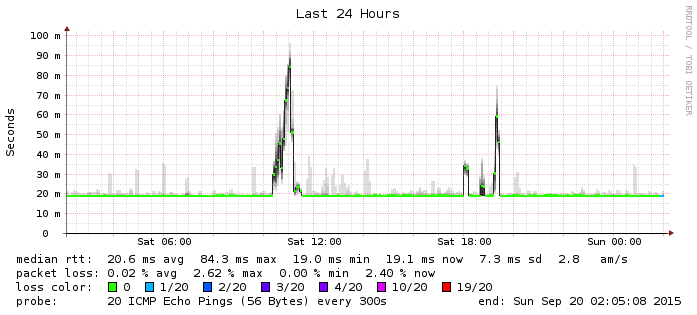 Last 24 Hours
RRDTOOL / TOBI OETIKER
Seconds
100 m
90 m
80 m
70 m
60 m
50 m
40 m
30 m
20 m
10 m
0
Sat 06:00 Sat 12:00 Sat 18:00 Sun 00:00
median rtt: 20.6 ms avg 84.3 ms max 19.0 ms min 19.1 ms now 7.3 ms sd 2.8 am/s
packet loss: 0.02 % avg 2.62 % max 0.00 % min 2.40 % now
loss color: 0 1/20 2/20 3/20 4/20 10/20 19/20
probe: 20 ICMP Echo Pings (56 Bytes) every 300s end: Sun Sep 20 02:05:08 2015